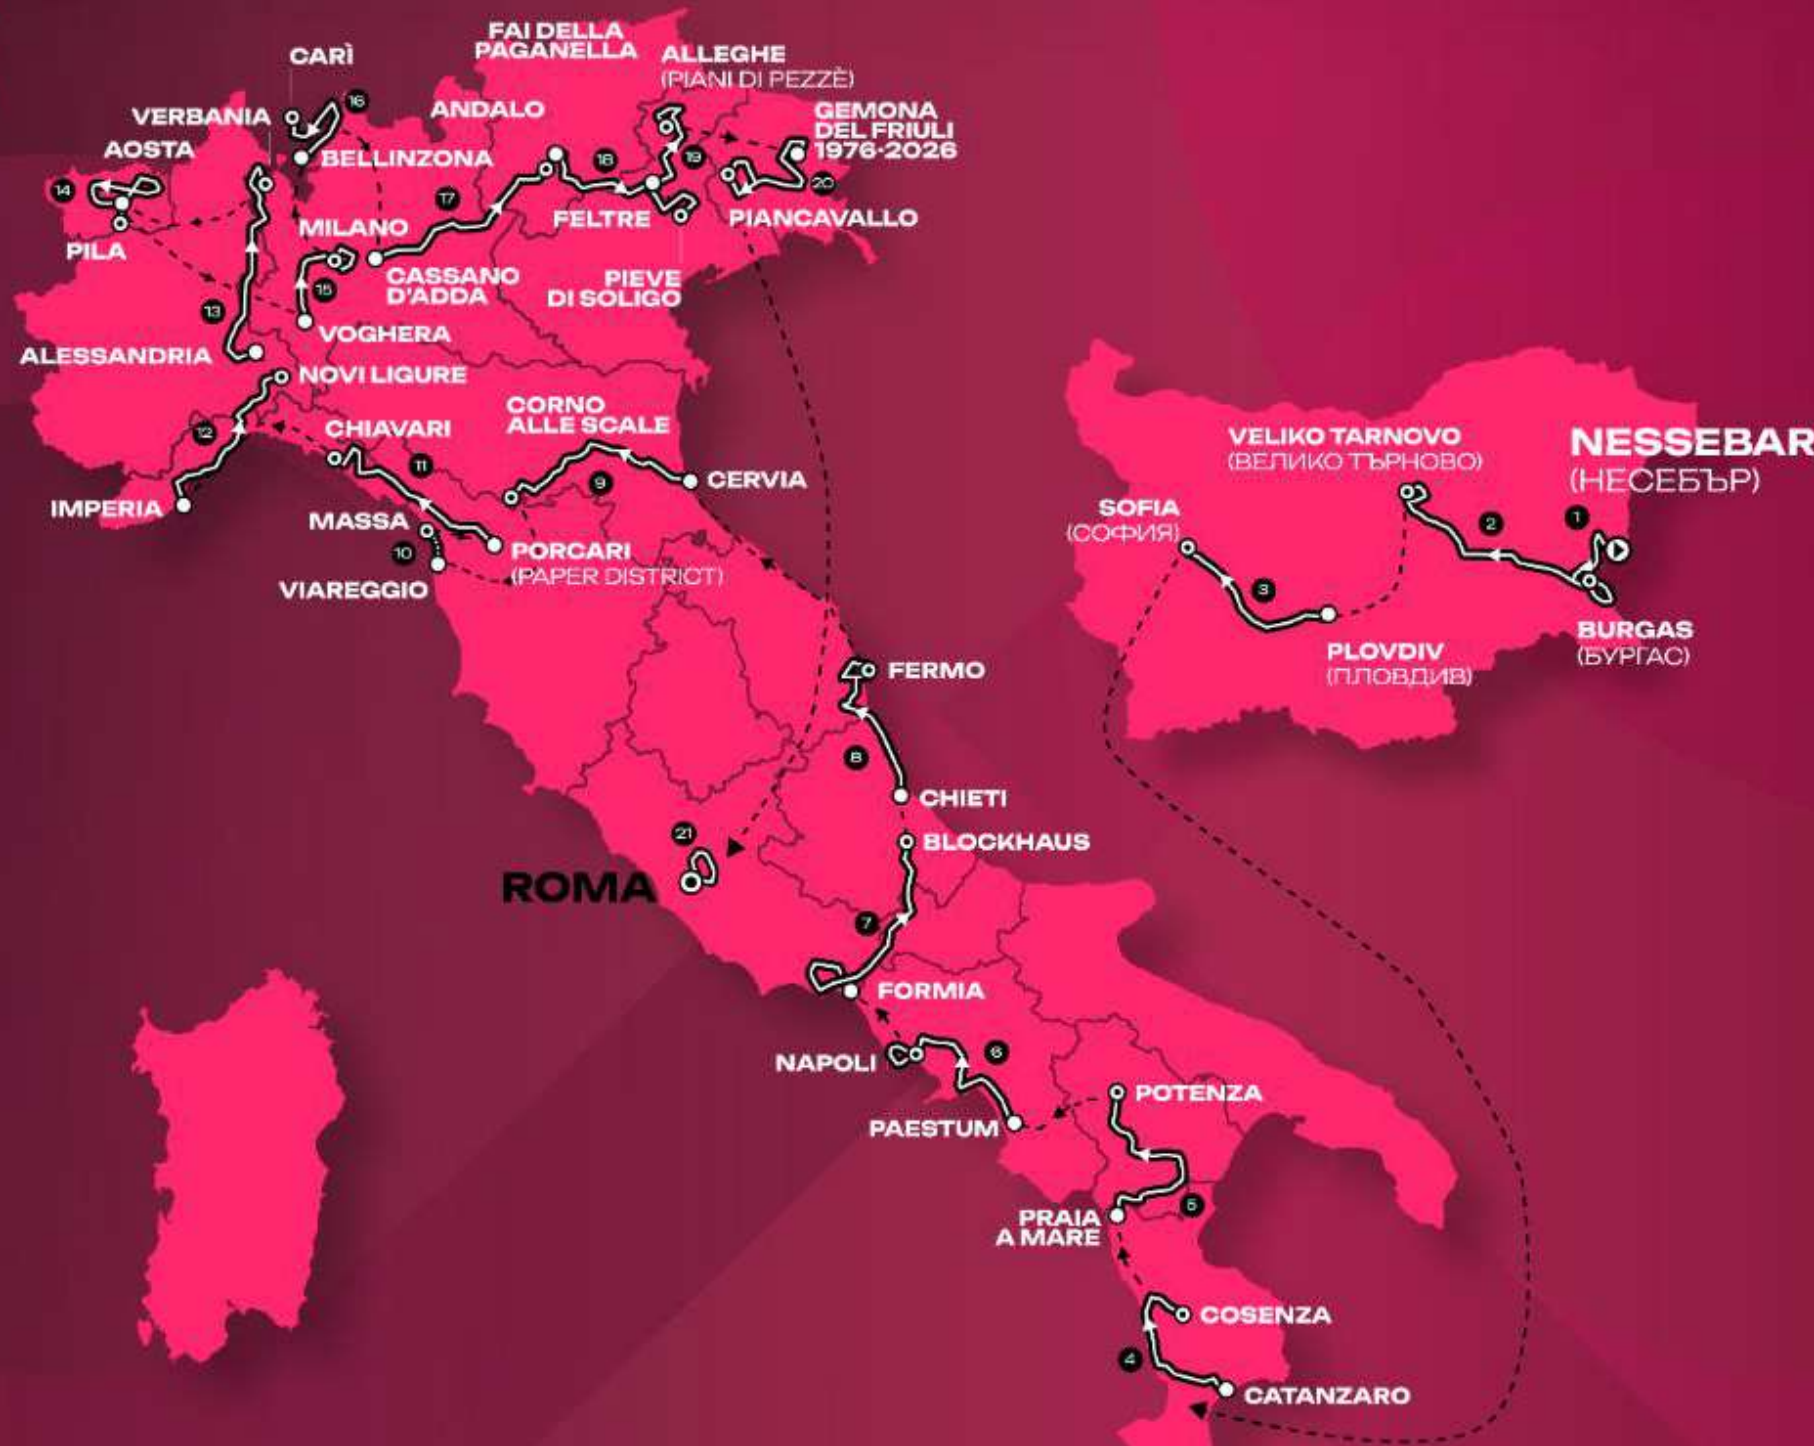 CARÌ
FAI DELLA
PAGANELLA
ALLEGHE
(PIANI DI PEZZÈ)
16
VERBANIA
ANDALO
GEMONA
DEL FRIULI
1976-2026
AOSTA
BELLINZONA
18
19
14
17
20
MILANO
FELTRE
PIANCAVALLO
PILA
CASSANO
D'ADDA
PIEVE
DI SOLIGO
15
13
VOGHERA
ALESSANDRIA
NOVI LIGURE
CORNO
ALLE SCALE
12
CHIAVARI
11
9
CERVIA
IMPERIA
MASSA
10
PORCARI
(PAPER DISTRICT)
VIAREGGIO
VELIKO TARNOVO
(ВЕЛИКО ТЪРНОВО)
NESSEBAR
(НЕСЕБЪР)
SOFIA
(СОФИЯ)
2
1
3
BURGAS
(БУРГАС)
PLOVDIV
(ПЛОВДИВ)
FERMO
8
CHIETI
BLOCKHAUS
21
ROMA
7
FORMIA
NAPOLI
6
POTENZA
PAESTUM
5
PRAIA
A MARE
COSENZA
4
CATANZARO